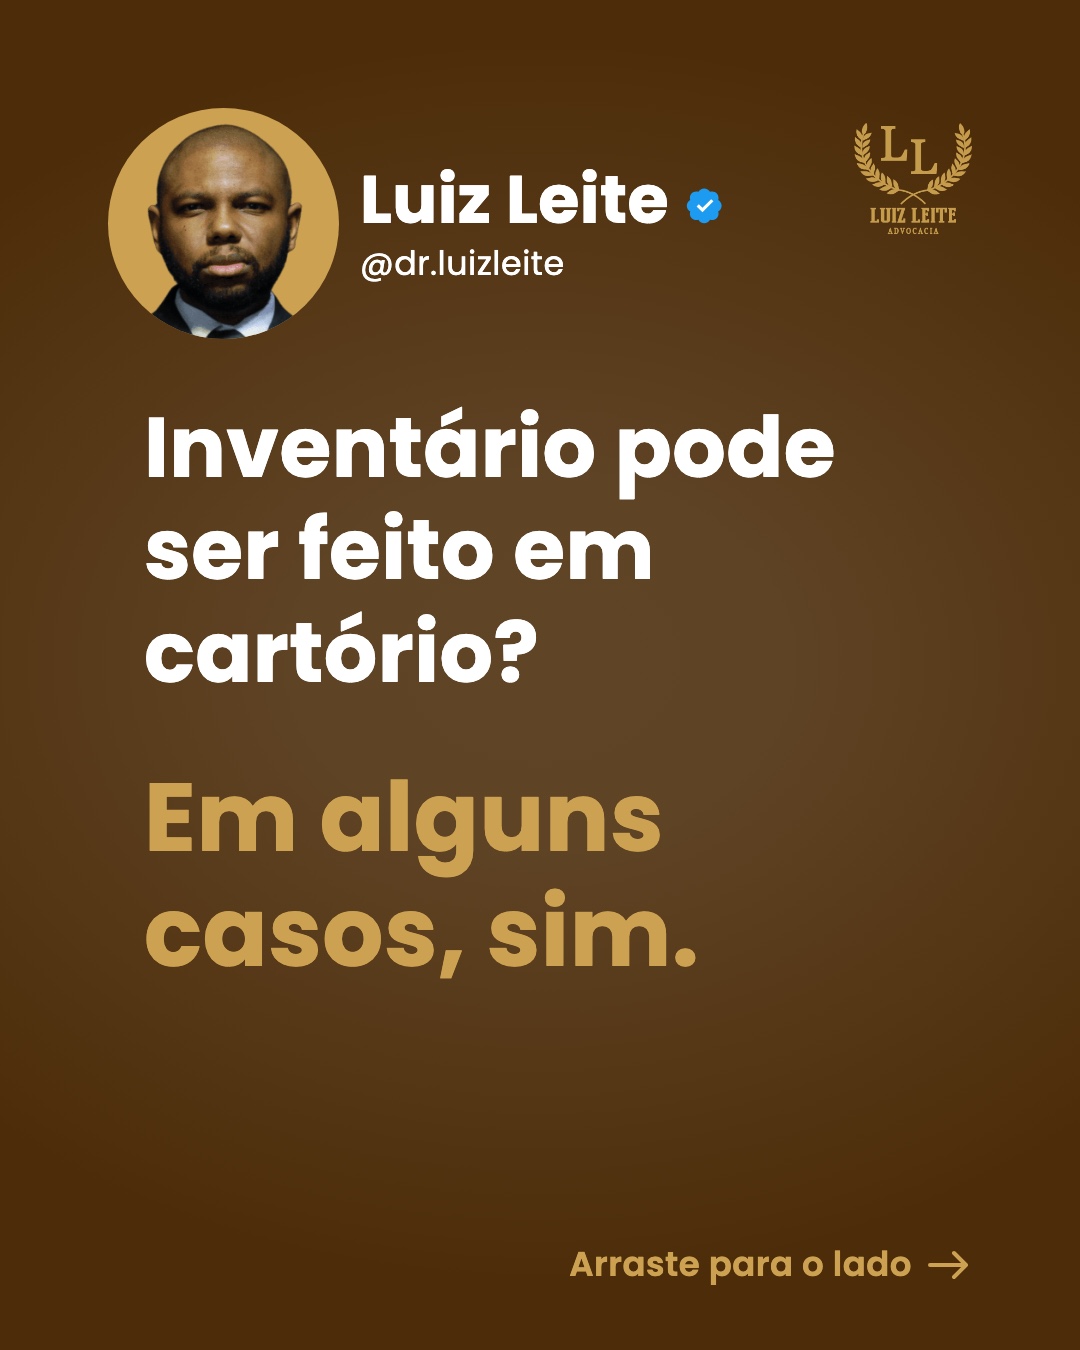 Luiz Leite
@dr.luizleite
LL
LUIZ LEITE
ADVOCACIA
Inventário pode
ser feito em
cartório?
Em alguns
casos, sim.
Arraste para o lado →